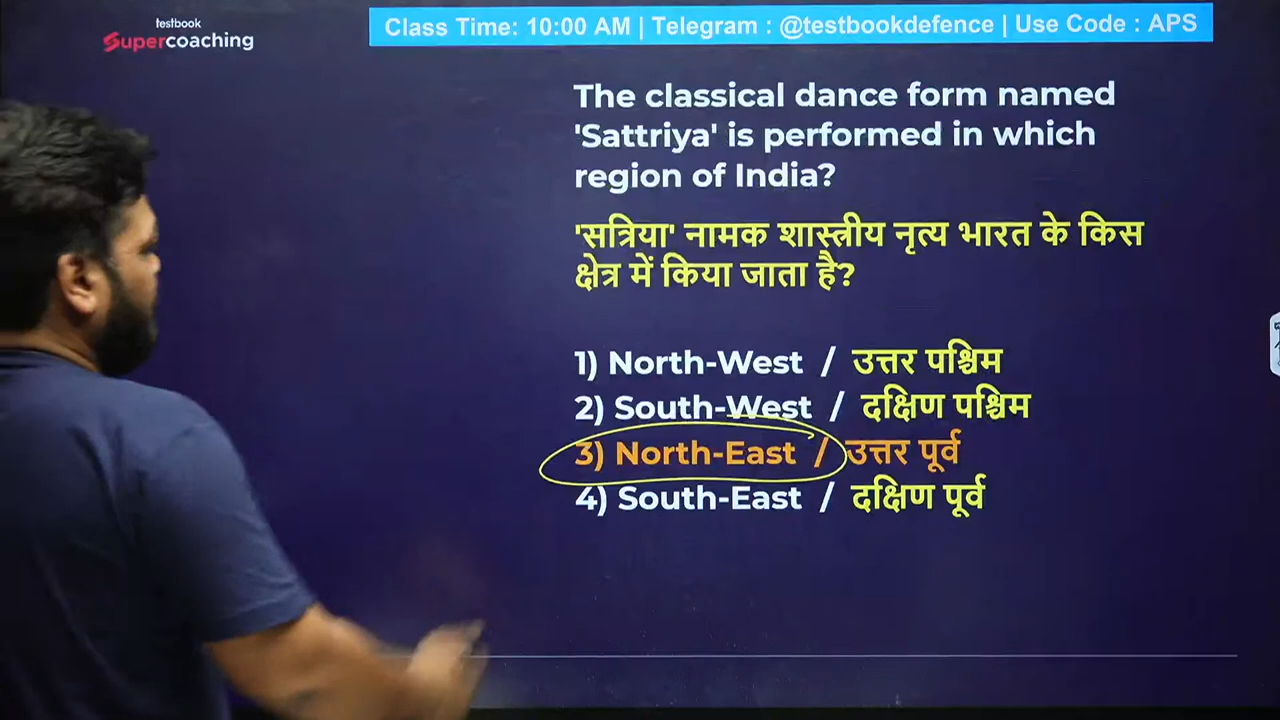 testbook
Supercoaching
Class Time: 10:00 AM | Telegram : @testbookdefence | Use Code : APS
The classical dance form named
'Sattriya' is performed in which
region of India?
'सत्रिया' नामक शास्त्रीय नृत्य भारत के किस
क्षेत्र में किया जाता है?
1) North-West / उत्तर पश्चिम
2) South-West / दक्षिण पश्चिम
3) North-East / उत्तर पूर्व
4) South-East / दक्षिण पूर्व